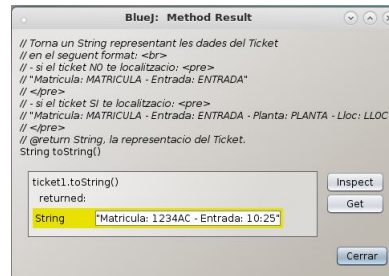 BlueJ: Method Result
// Torna un String representant les dades del Ticket
// en el seguent format: <br>
// - si el ticket NO te localitzacio: <pre>
// "Matricula: MATRICULA - Entrada: ENTRADA"
// </pre>
// - si el ticket SI te localitzacio: <pre>
// "Matricula: MATRICULA - Entrada: ENTRADA - Planta: PLANTA - Lloc: LLOC
// </pre>
// @return String, la representacio del Ticket.
String toString()
ticket1.toString()
returned:
Inspect
Get
String "Matricula: 1234AC - Entrada: 10:25"
Cerrar